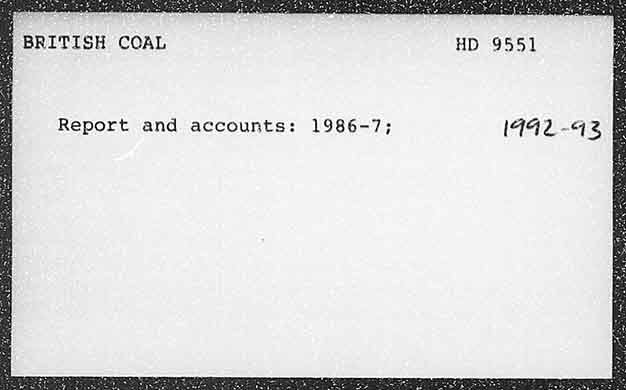 BRITISH COAL HD 9551
Report and accounts: 1986-7; 1992-93